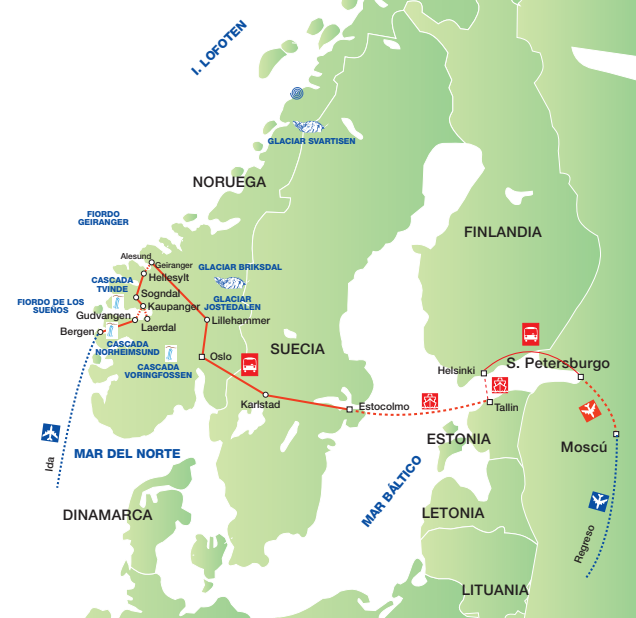 I. LOFOTEN
GLACIAR SVARTISEN
NORUEGA
FIORDO
GEIRANGER
FINLANDIA
Alesund
Geiranger
GLACIAR BRIKSDAL
Hellesylt
CASCADA
TVINDE
Sogndal
GLACIAR
JOSTEDALEN
FIORDO DE LOS
SUEÑOS
Kaupanger
Gudvangen
Laerdal
Lillehammer
Bergen
CASCADA
NORHEIMSUND
SUECIA
Oslo
CASCADA
VORINGFOSSEN
S. Petersburgo
Helsinki
Karlstad
Estocolmo
Tallin
ESTONIA
Moscú
MAR DEL NORTE
Ida
MAR BÁLTICO
DINAMARCA
LETONIA
Regreso
LITUANIA